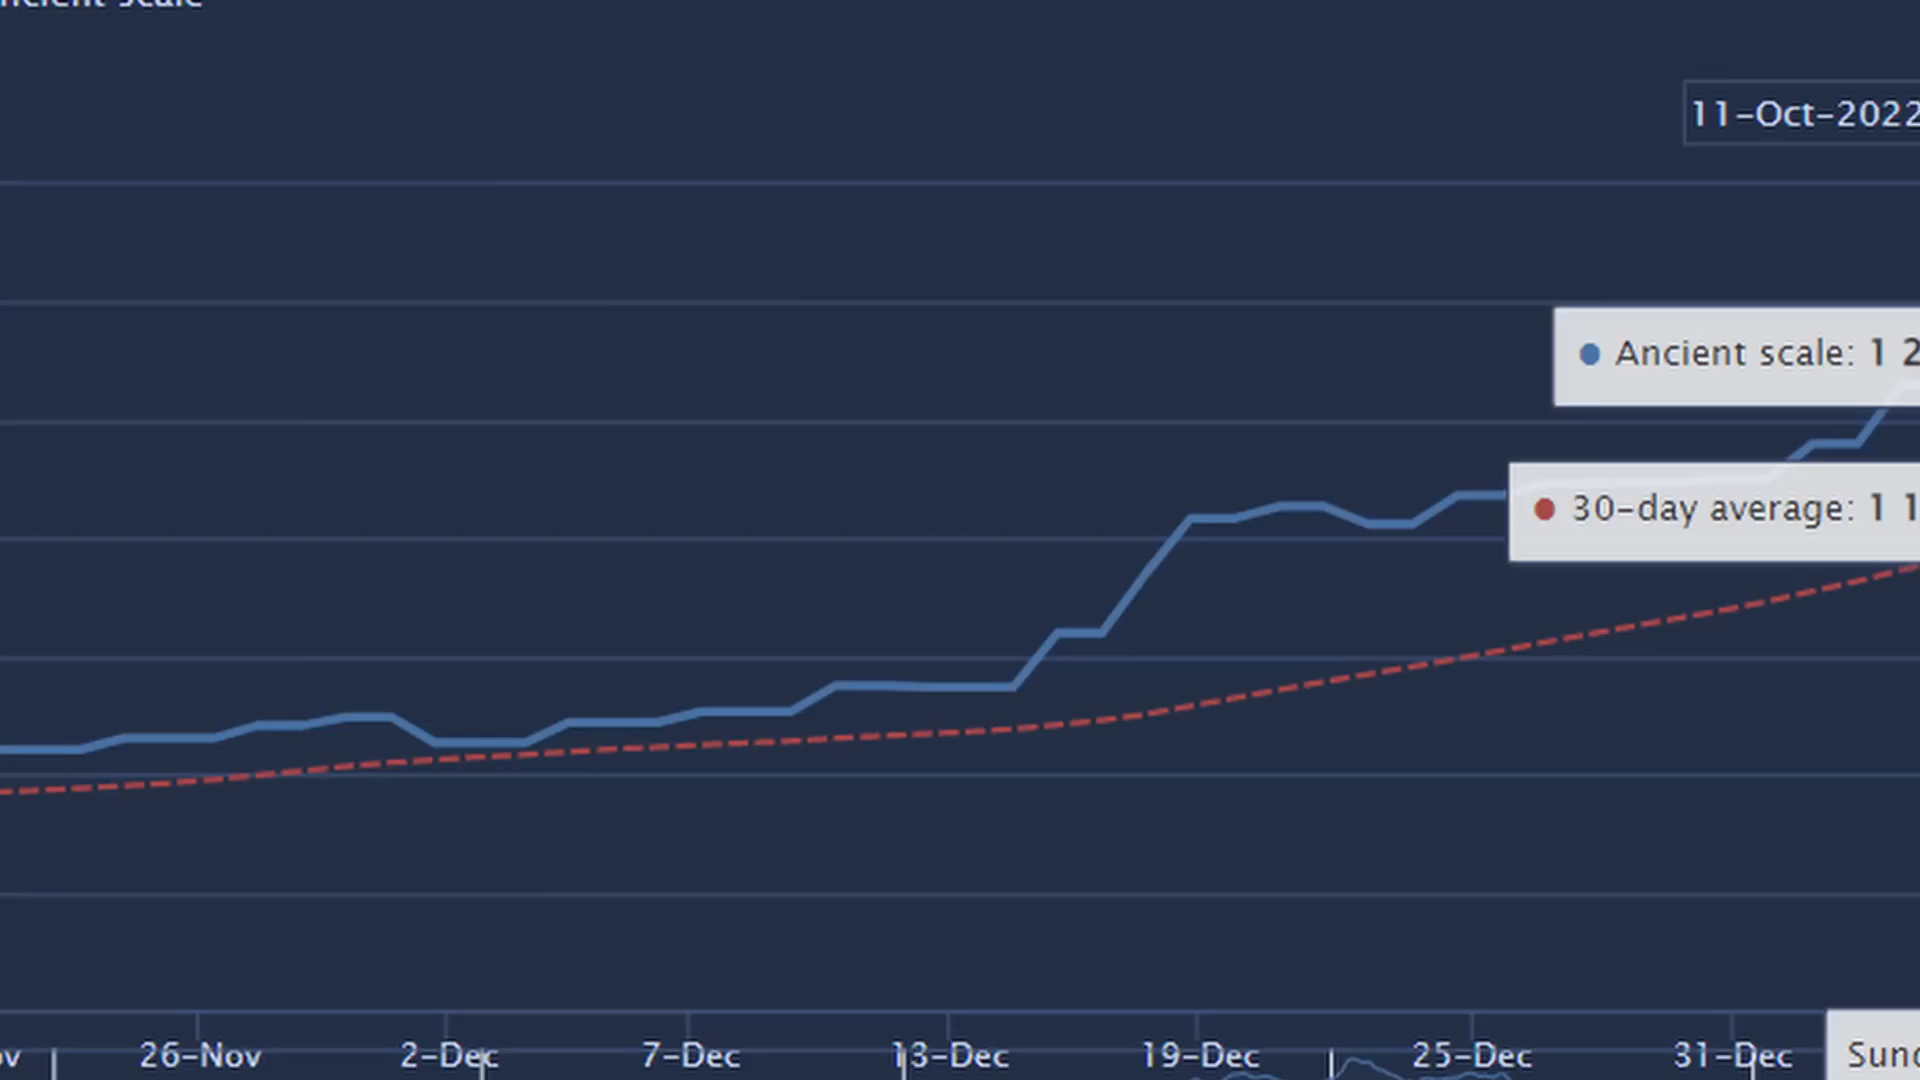 scale
11-Oct-2022
Ancient scale: 1 2
30-day average: 1 1
26-Nov
2-Dec
7-Dec
13-Dec
19-Dec
25-Dec
31-Dec